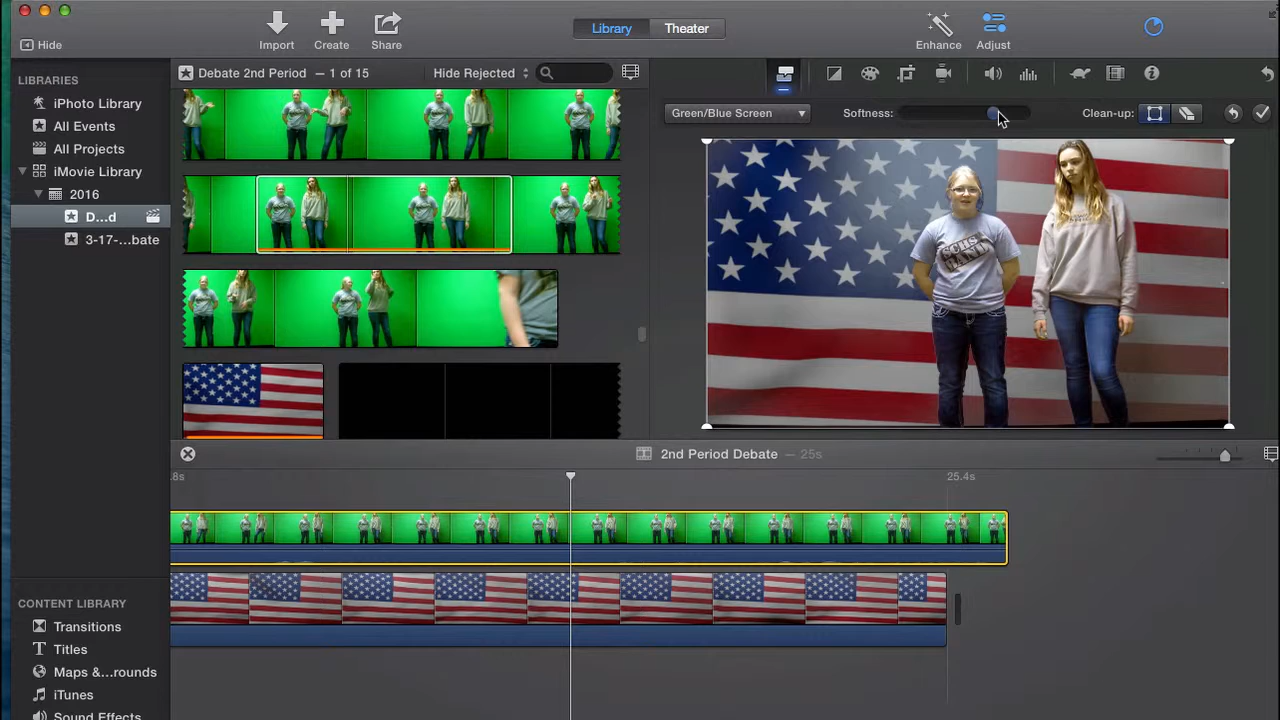 Library
Theater
Hide
Import
Create
Share
Enhance
Adjust
LIBRARIES
iPhoto Library
All Events
All Projects
iMovie Library
2016
D...d
3-17-...bate
Debate 2nd Period — 1 of 15
Hide Rejected
Green/Blue Screen
Softness:
Clean-up:
2nd Period Debate — 25s
.8s
25.4s
CONTENT LIBRARY
Transitions
Titles
Maps &...rounds
iTunes
Sound Effects